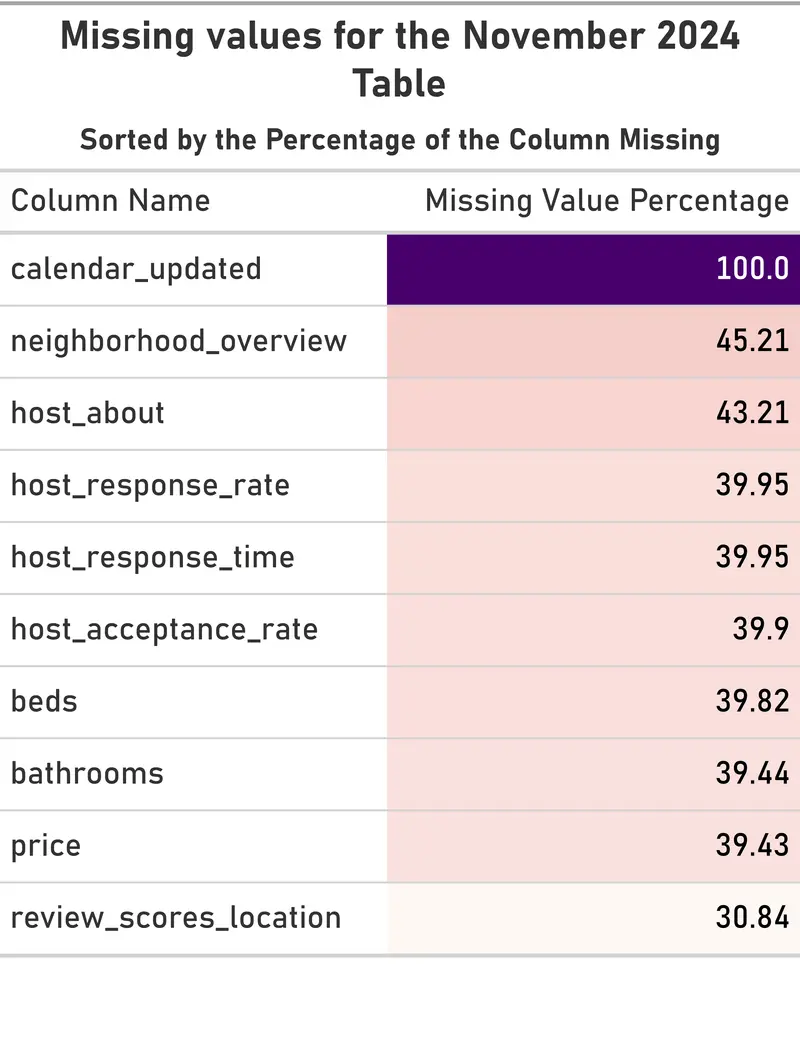 Missing values for the November 2024
Table
Sorted by the Percentage of the Column Missing
Column Name Missing Value Percentage
calendar_updated 100.0
neighborhood_overview 45.21
host_about 43.21
host_response_rate 39.95
host_response_time 39.95
host_acceptance_rate 39.9
beds 39.82
bathrooms 39.44
price 39.43
review_scores_location 30.84